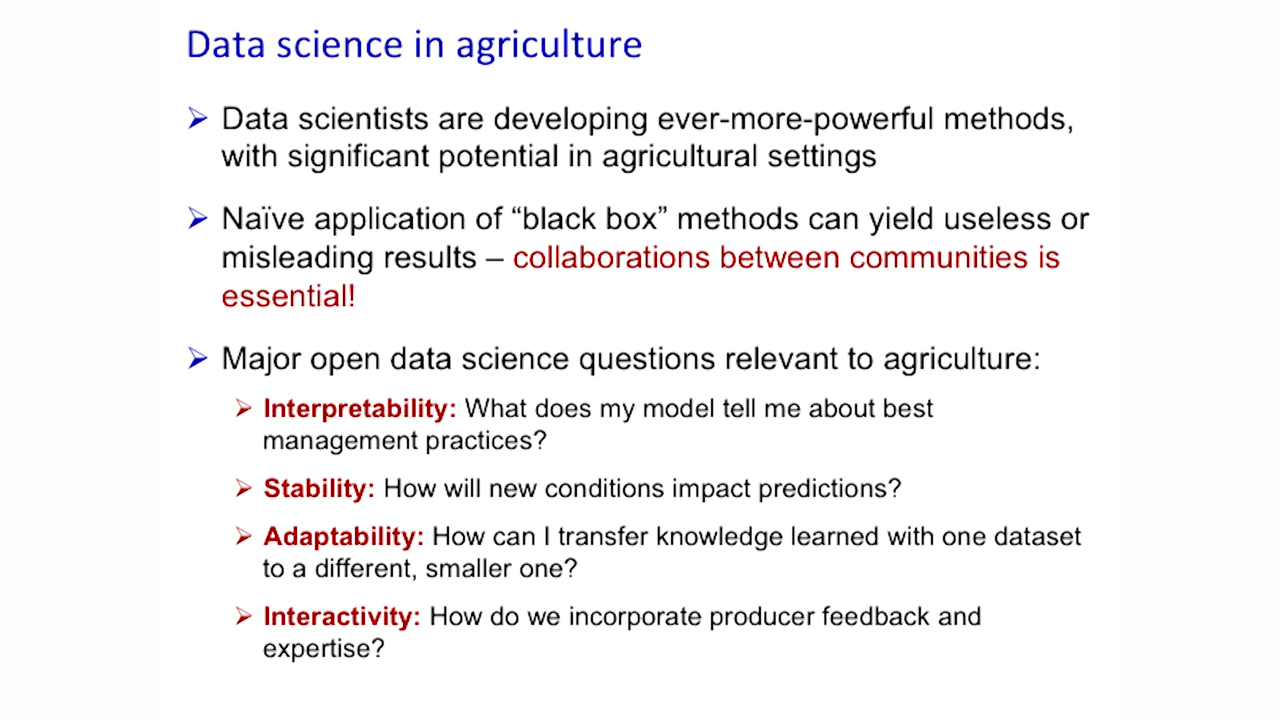 Data science in agriculture
➢ Data scientists are developing ever-more-powerful methods,
with significant potential in agricultural settings
➢ Naïve application of “black box” methods can yield useless or
misleading results – collaborations between communities is
essential!
➢ Major open data science questions relevant to agriculture:
➢ Interpretability: What does my model tell me about best
management practices?
➢ Stability: How will new conditions impact predictions?
➢ Adaptability: How can I transfer knowledge learned with one dataset
to a different, smaller one?
➢ Interactivity: How do we incorporate producer feedback and
expertise?